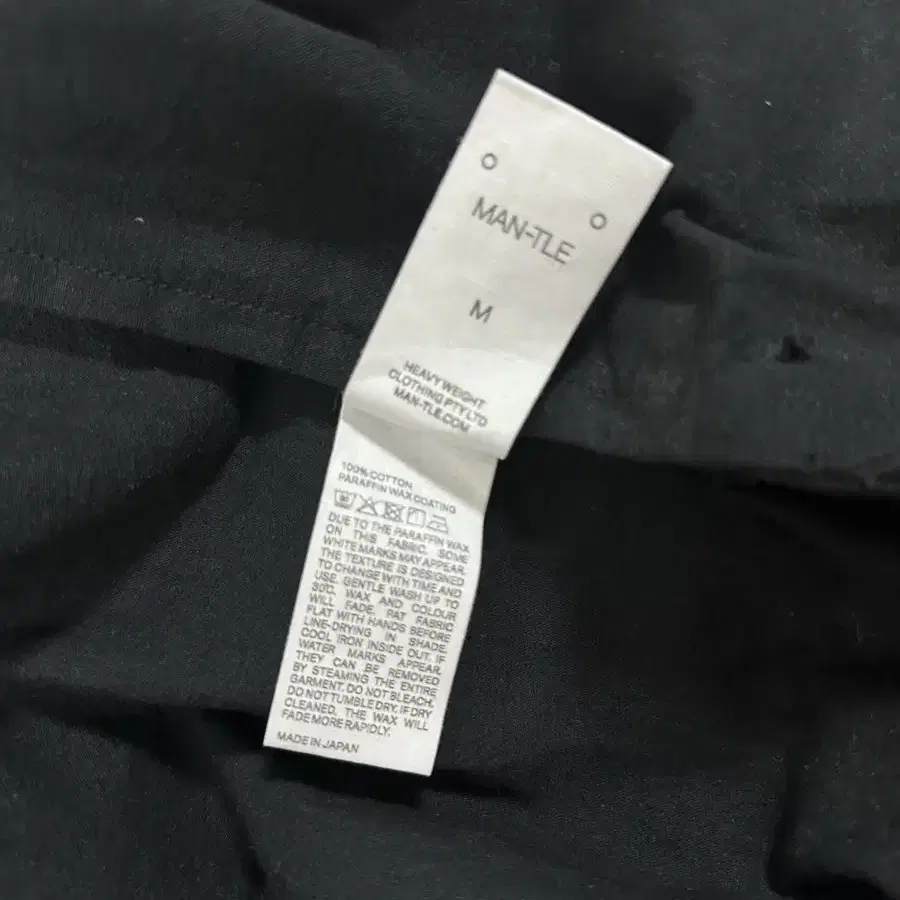 MAN-TLE
M
HEAVY WEIGHT
CLOTHING PTY LTD
MAN-TLE.COM
100% COTTON
PARAFFIN WAX COATING
DUE TO THE PARAFFIN WAX
ON THIS FABRIC. SOME
WHITE MARKS MAY APPEAR.
THE TEXTURE IS DESIGNED
TO CHANGE WITH TIME AND
USE. GENTLE WASH UP TO
30℃. WAX AND COLOUR
WILL FADE. PAT FABRIC
FLAT WITH HANDS BEFORE
LINE-DRYING IN SHADE.
COOL IRON INSIDE OUT. IF
WATER MARKS APPEAR,
THEY CAN BE REMOVED
BY STEAMING THE ENTIRE
GARMENT. DO NOT BLEACH.
DO NOT TUMBLE DRY. IF DRY
CLEANED. THE WAX WILL
FADE MORE RAPIDLY.
MADE IN JAPAN